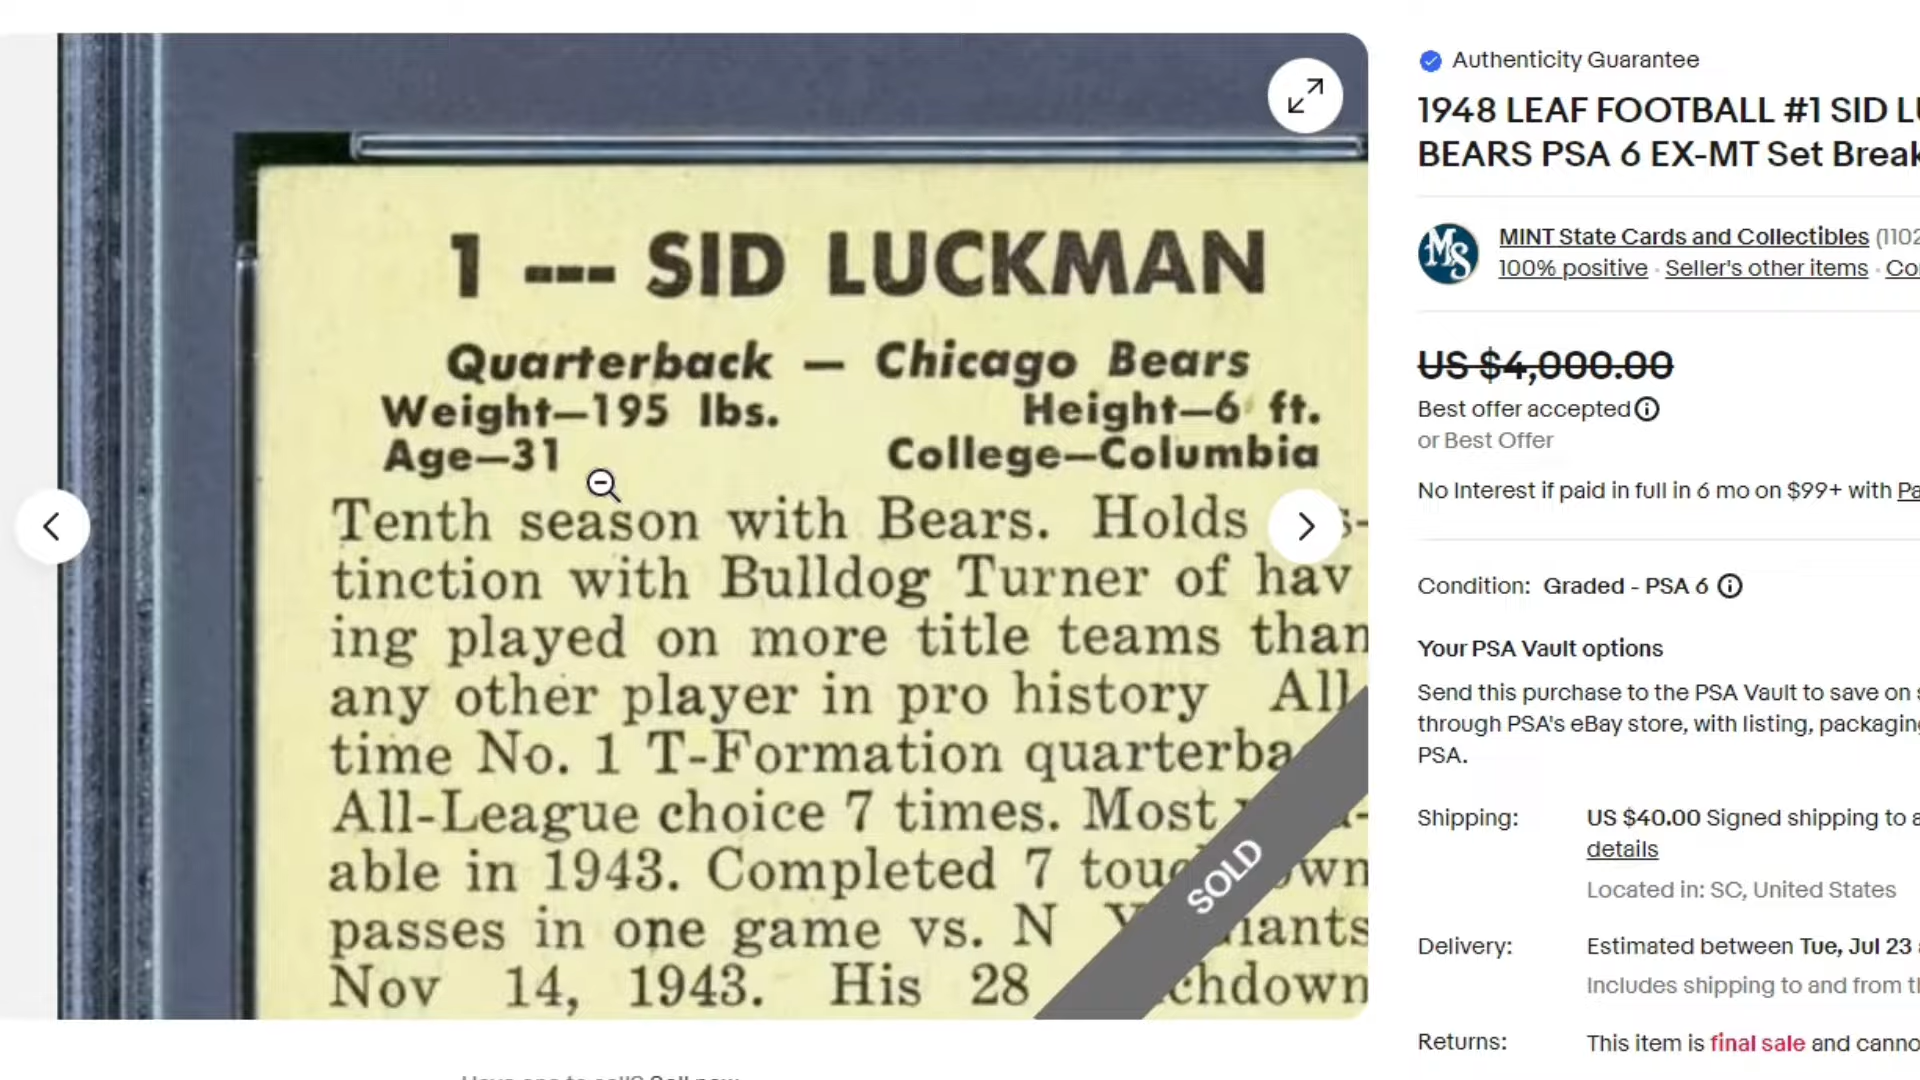 1 --- SID LUCKMAN
Quarterback — Chicago Bears
Weight—195 lbs. Height—6 ft.
Age—31 College—Columbia
Tenth season with Bears. Holds
tinction with Bulldog Turner of hav
ing played on more title teams than
any other player in pro history All
time No. 1 T-Formation quarterba
All-League choice 7 times. Most
able in 1943. Completed 7
passes in one game vs. N
Nov 14, 1943. His 28
SOLD
Authenticity Guarantee
1948 LEAF FOOTBALL #1 SID LU
BEARS PSA 6 EX-MT Set Break
MS
MINT State Cards and Collectibles (1102
100% positive · Seller's other items · Co
US $4,000.00
Best offer accepted
or Best Offer
No Interest if paid in full in 6 mo on $99+ with Pa
Condition: Graded - PSA 6
Your PSA Vault options
Send this purchase to the PSA Vault to save on s
through PSA's eBay store, with listing, packaging
PSA.
Shipping: US $40.00 Signed shipping to a
details
Located in: SC, United States
Delivery: Estimated between Tue, Jul 23 a
Includes shipping to and from th
Returns: This item is final sale and canno